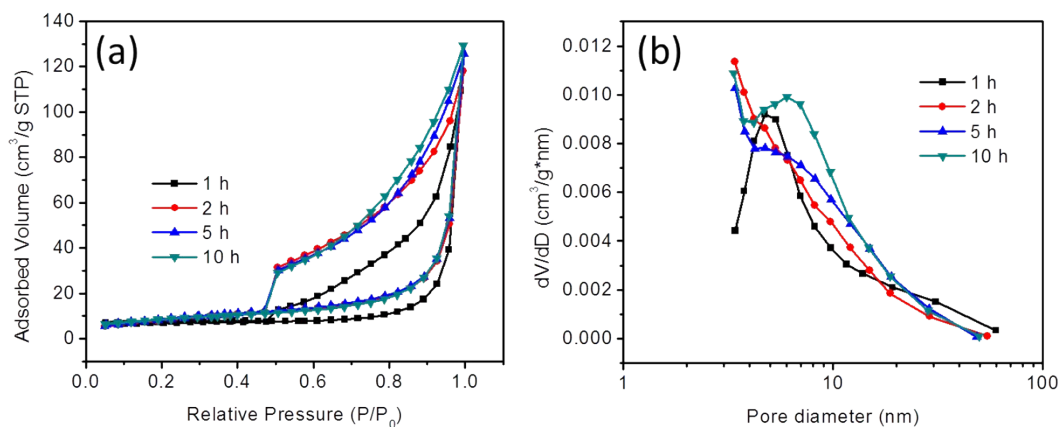 (a)
140
120
100
80
60
40
20
0
Adsorbed Volume (cm³/g STP)
1 h
2 h
5 h
10 h
0.0 0.2 0.4 0.6 0.8 1.0
Relative Pressure (P/P₀)
(b)
0.012
0.010
0.008
0.006
0.004
0.002
0.000
dV/dD (cm³/g*nm)
1 h
2 h
5 h
10 h
1 10 100
Pore diameter (nm)